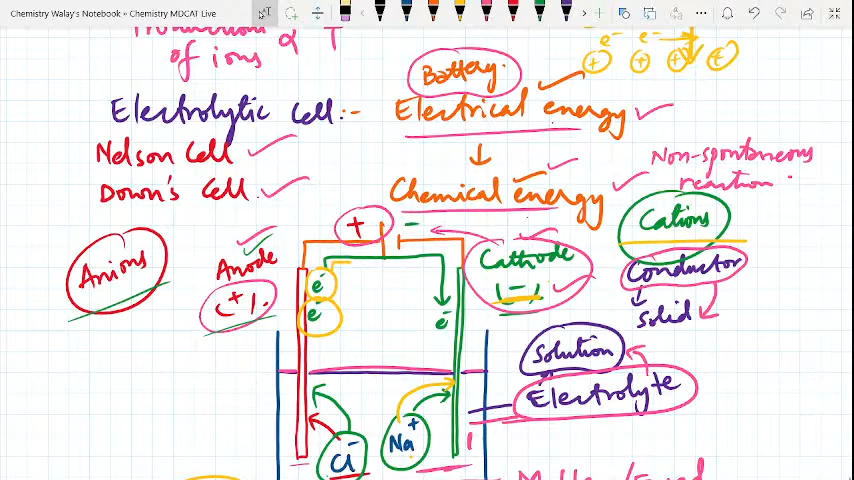 Chemistry Walay's Notebook » Chemistry MDCAT Live
of ions ∝ T
e⁻ e⁻
+ + + +
Battery
Electrolytic Cell:- Electrical energy
Nelson Cell
Down's Cell
Non-spontaneous
reaction.
Chemical energy
+ -
Cations
Anions
Anode
(+).
Cathode
(-)
Conductor
Solid
e⁻
e⁻
e⁻
Solution
Electrolyte
Cl⁻
Na⁺